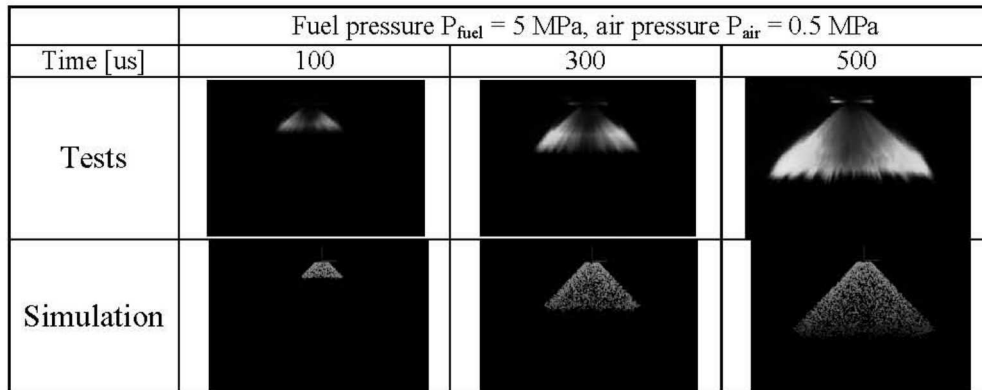 Fuel pressure P_fuel = 5 MPa, air pressure P_air = 0.5 MPa
Time [us] 100 300 500
Tests
Simulation